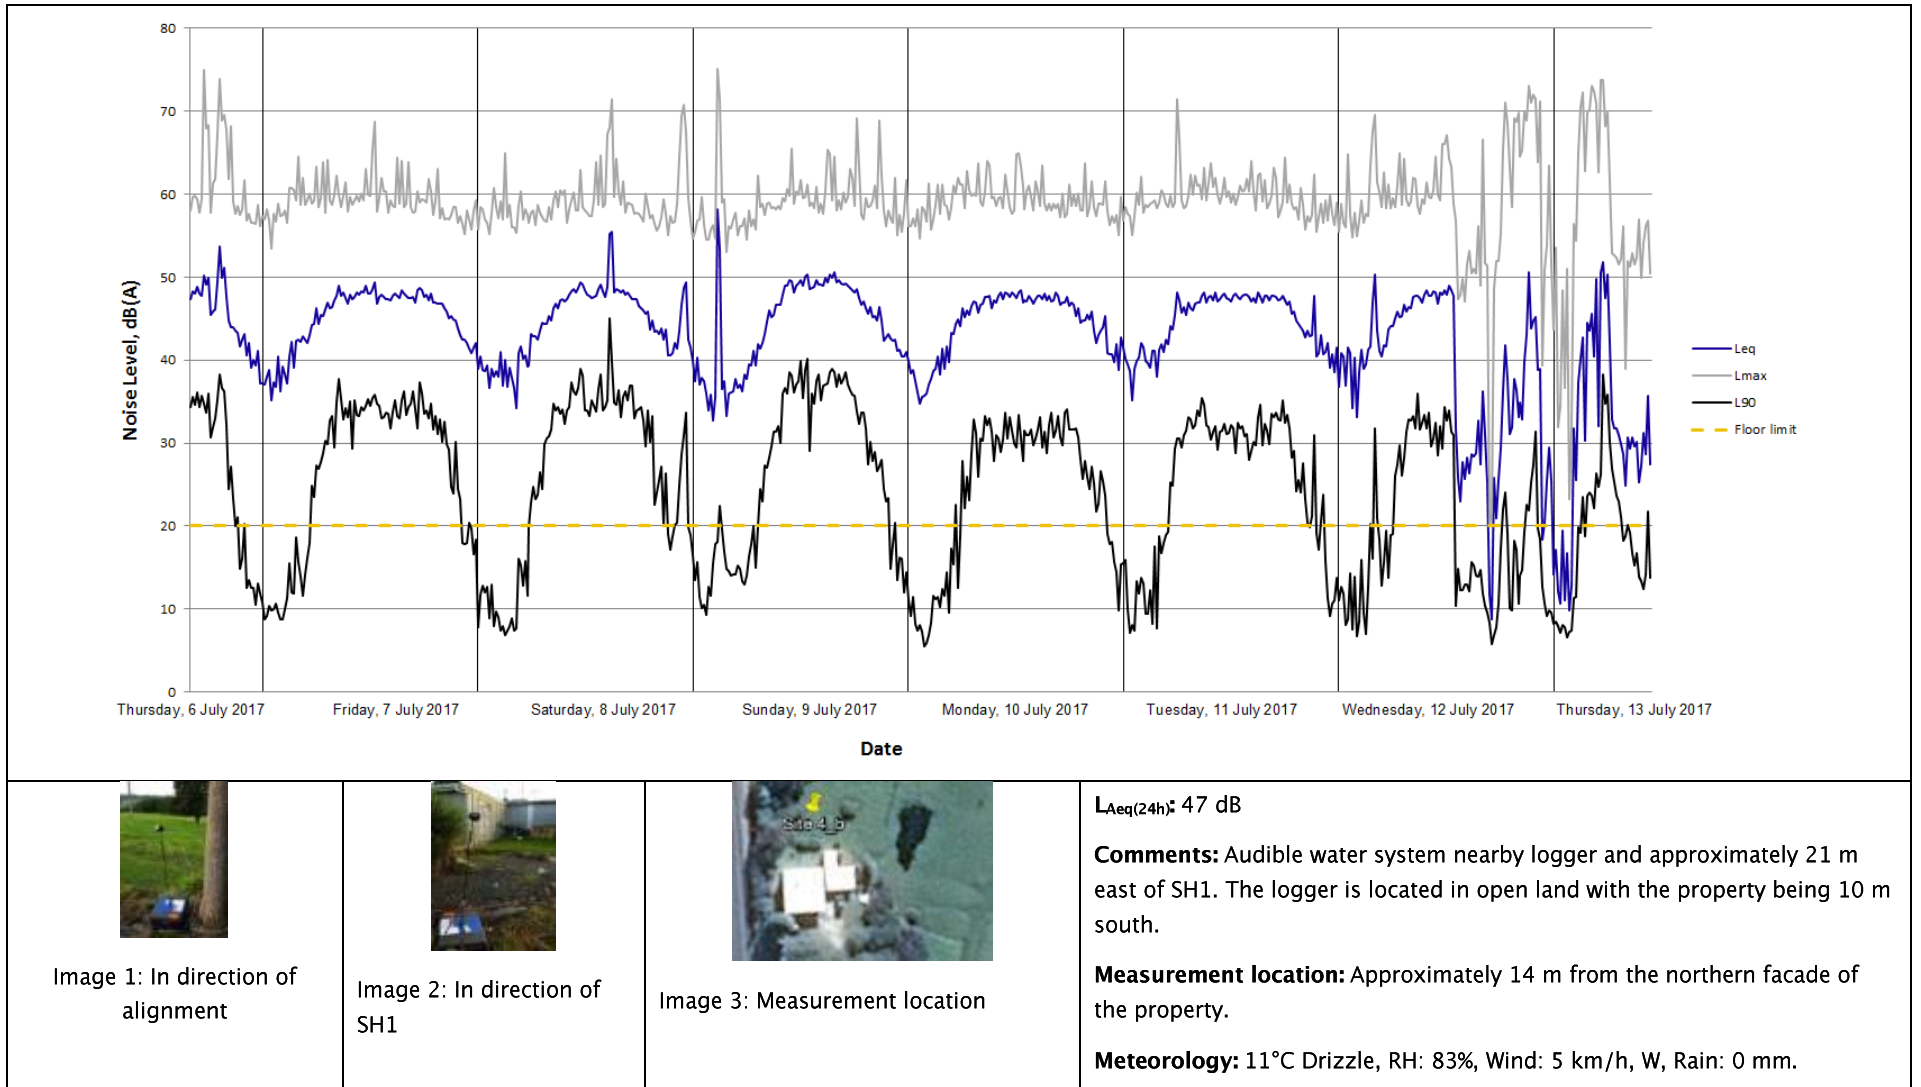 80
70
60
50
40
30
20
10
0
Noise Level, dB(A)
Thursday, 6 July 2017
Friday, 7 July 2017
Saturday, 8 July 2017
Sunday, 9 July 2017
Monday, 10 July 2017
Tuesday, 11 July 2017
Wednesday, 12 July 2017
Thursday, 13 July 2017
Date
Leq
Lmax
L90
Floor limit
Image 1: In direction of
alignment
Image 2: In direction of
SH1
Site 4_b
Image 3: Measurement location
LAeq(24h): 47 dB
Comments: Audible water system nearby logger and approximately 21 m
east of SH1. The logger is located in open land with the property being 10 m
south.
Measurement location: Approximately 14 m from the northern facade of
the property.
Meteorology: 11°C Drizzle, RH: 83%, Wind: 5 km/h, W, Rain: 0 mm.